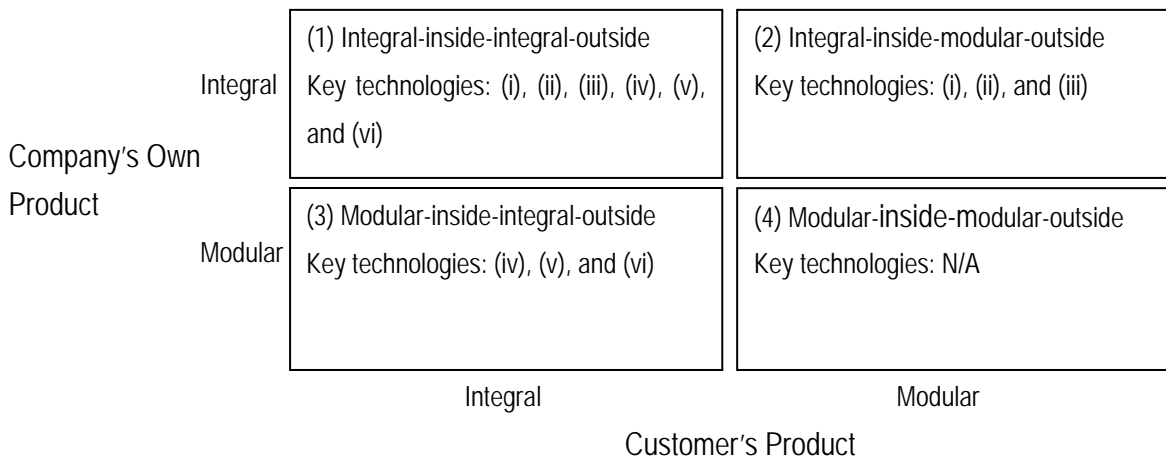 (1) Integral-inside-integral-outside
Key technologies: (i), (ii), (iii), (iv), (v),
and (vi)
(2) Integral-inside-modular-outside
Key technologies: (i), (ii), and (iii)
Integral
Company's Own
Product
(3) Modular-inside-integral-outside
Key technologies: (iv), (v), and (vi)
(4) Modular-inside-modular-outside
Key technologies: N/A
Modular
Integral
Modular
Customer's Product